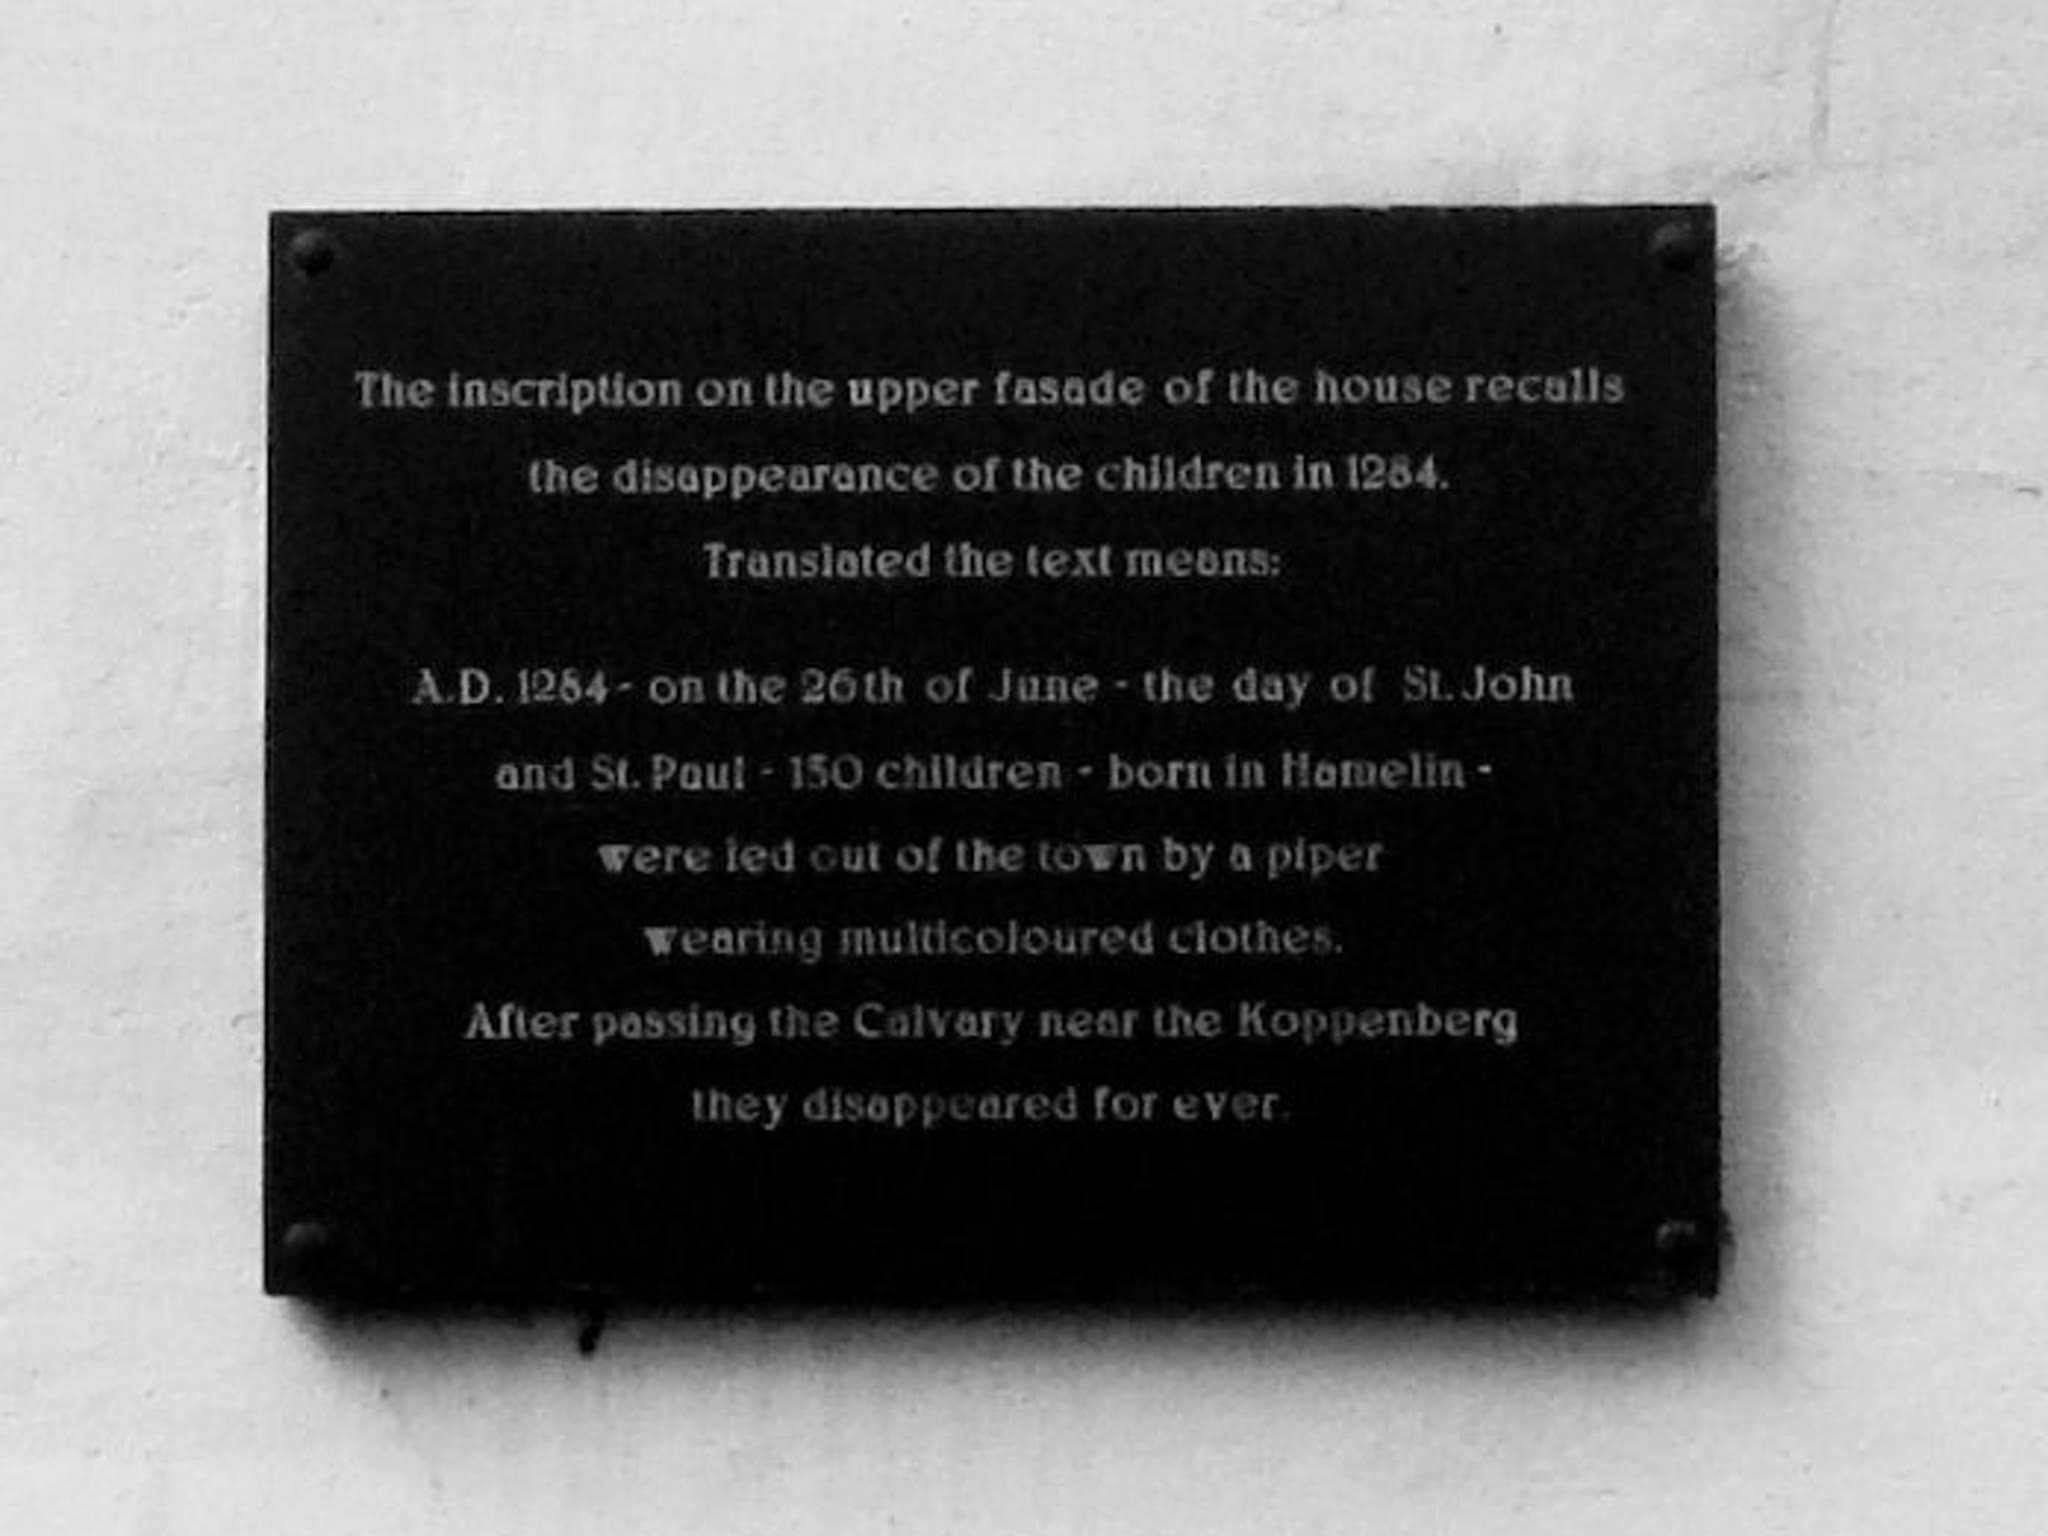 The inscription on the upper fasade of the house recalls
the disappearance of the children in 1284.
Translated the text means:
A.D. 1284 - on the 26th of June - the day of St. John
and St. Paul - 130 children - born in Hamelin -
were led out of the town by a piper
wearing multicoloured clothes.
After passing the Calvary near the Koppenberg
they disappeared for ever.